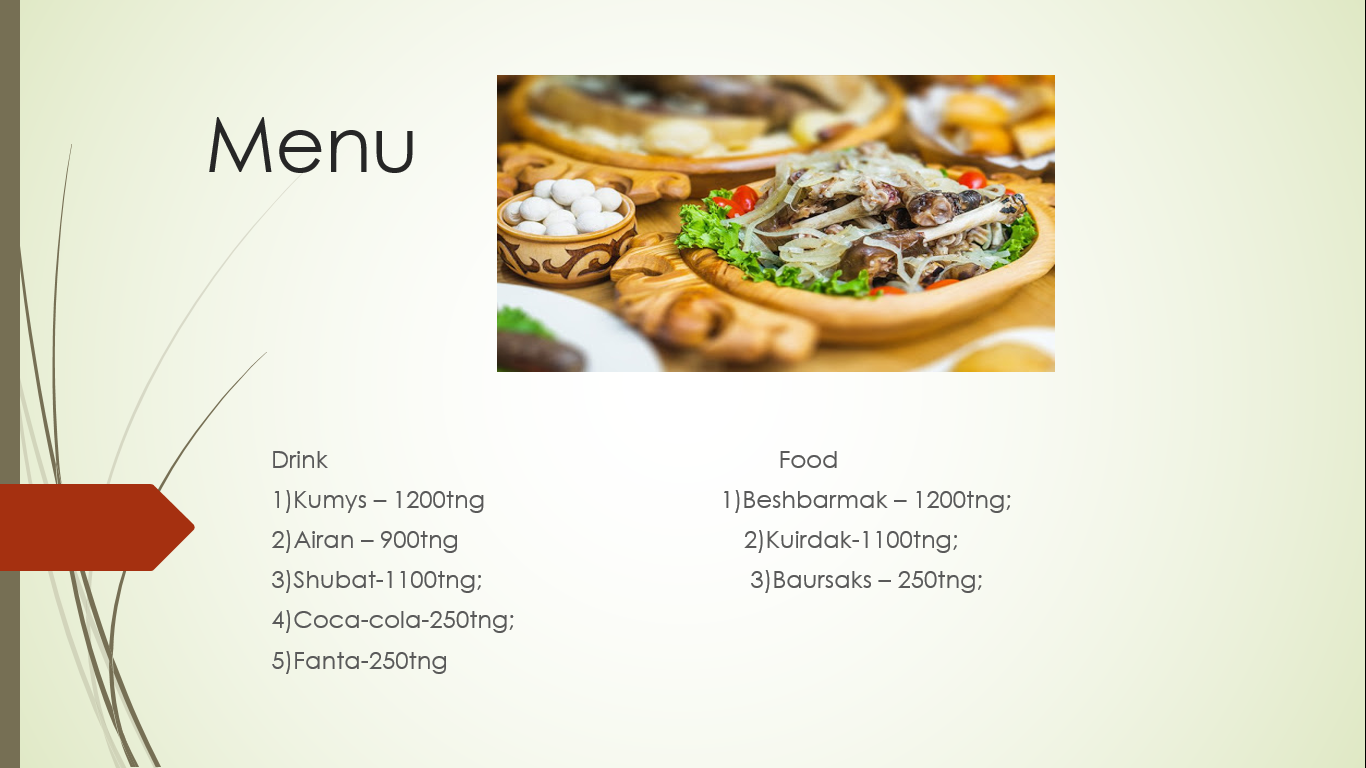 Menu
Drink
Food
1)Kumys – 1200tng
1)Beshbarmak – 1200tng;
2)Airan – 900tng
2)Kuirdak-1100tng;
3)Shubat-1100tng;
3)Baursaks – 250tng;
4)Coca-cola-250tng;
5)Fanta-250tng